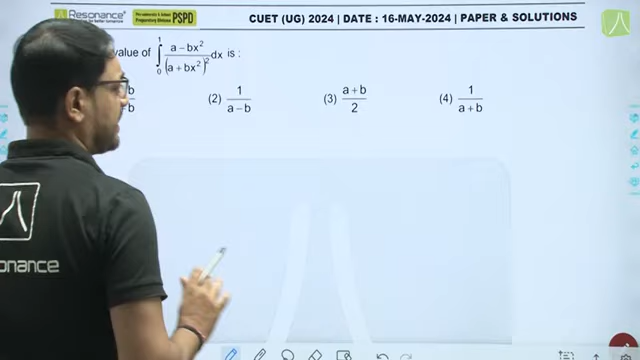 Resonance® PSPD CUET (UG) 2024 | DATE : 16-MAY-2024 | PAPER & SOLUTIONS
value of ∫₀¹ (a – bx²)/(a + bx²)² dx is :
b/b (2) 1/(a – b) (3) (a + b)/2 (4) 1/(a + b)
onance